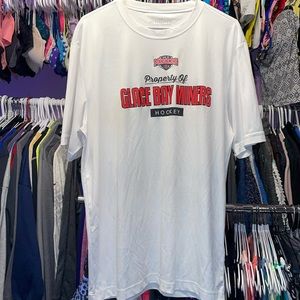 Property Of
GLACE BAY MINERS
HOCKEY